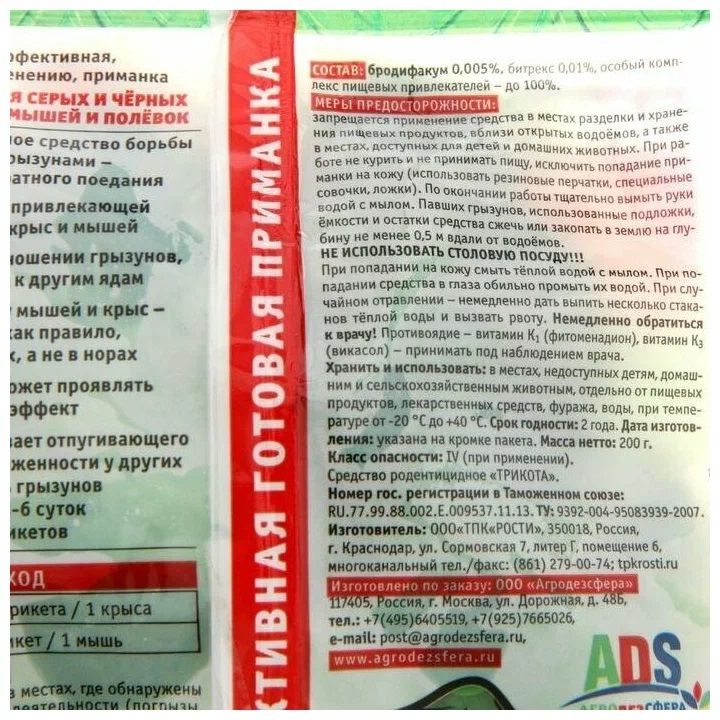 фективная,
енению, приманка
я серых и чёрных
мышей и полёвок
ое средство борьбы
рызунами –
атного поедания
привлекающей
крыс и мышей
ношении грызунов,
к другим ядам
у мышей и крыс –
как правило,
х, а не в норах
ожет проявлять
эффект
вает отпугивающего
женности у других
ь грызунов
-6 суток
икетов
ХОД
рикета / 1 крыса
икет / 1 мышь
в местах, где обнаружены
деятельности (погрызы
КТИВНАЯ ГОТОВАЯ ПРИМАНКА
СОСТАВ: бродифакум 0,005%, битрекс 0,01%, особый комп-
лекс пищевых привлекателей – до 100%.
МЕРЫ ПРЕДОСТОРОЖНОСТИ:
запрещается применение средства в местах разделки и хране-
ния пищевых продуктов, вблизи открытых водоёмов, а также
в местах, доступных для детей и домашних животных. При ра-
боте не курить и не принимать пищу, исключить попадание при-
манки на кожу (использовать резиновые перчатки, специальные
совочки, ложки). По окончании работы тщательно вымыть руки
водой с мылом. Павших грызунов, использованные подложки,
ёмкости и остатки средства сжечь или закопать в землю на глу-
бину не менее 0,5 м вдали от водоёмов.
НЕ ИСПОЛЬЗОВАТЬ СТОЛОВУЮ ПОСУДУ!!!
При попадании на кожу смыть тёплой водой с мылом. При по-
падании средства в глаза обильно промыть их водой. При слу-
чайном отравлении – немедленно дать выпить несколько стака-
нов тёплой воды и вызвать рвоту. Немедленно обратиться
к врачу! Противоядие – витамин К₁ (фитоменадион), витамин К₃
(викасол) – принимать под наблюдением врача.
Хранить и использовать: в местах, недоступных детям, домаш-
ним и сельскохозяйственным животным, отдельно от пищевых
продуктов, лекарственных средств, фуража, воды, при темпе-
ратуре от -20 °С до +40 °С. Срок годности: 2 года. Дата изготов-
ления: указана на кромке пакета. Масса нетто: 200 г.
Класс опасности: IV (при применении).
Средство родентицидное «ТРИКОТА».
Номер гос. регистрации в Таможенном союзе:
RU.77.99.88.002.Е.009537.11.13. ТУ: 9392-004-95083939-2007.
Изготовитель: ООО«ТПК«РОСТИ», 350018, Россия,
г. Краснодар, ул. Сормовская 7, литер Г, помещение 6,
многоканальный тел./факс: (861) 279-00-74; tpkrosti.ru
Изготовлено по заказу: ООО «Агродезсфера»
117405, Россия, г. Москва, ул. Дорожная, д. 48Б,
тел.: +7(495)6405519, +7(925)7665026,
e-mail: post@agrodezsfera.ru,
www.agrodezsfera.ru
ADS
АГРОДЕЗСФЕРА